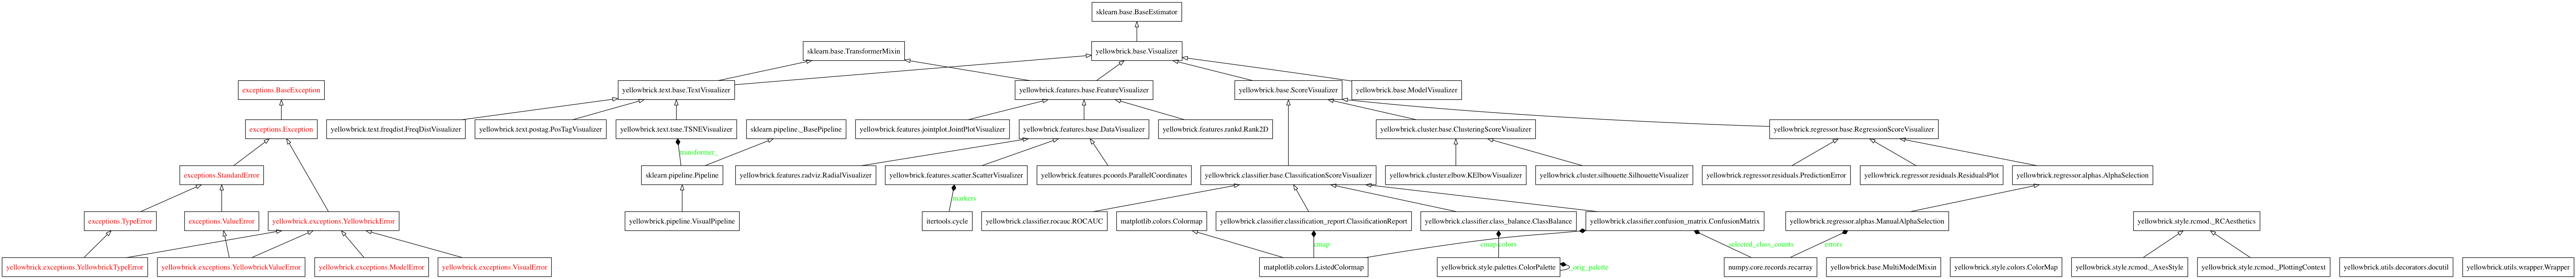 sklearn.base.BaseEstimator
sklearn.base.TransformerMixin
yellowbrick.base.Visualizer
exceptions.BaseException
yellowbrick.text.base.TextVisualizer
yellowbrick.features.base.FeatureVisualizer
yellowbrick.base.ScoreVisualizer
yellowbrick.base.ModelVisualizer
exceptions.Exception
yellowbrick.text.freqdist.FreqDistVisualizer
yellowbrick.text.postag.PosTagVisualizer
yellowbrick.text.tsne.TSNEVisualizer
sklearn.pipeline._BasePipeline
yellowbrick.features.jointplot.JointPlotVisualizer
yellowbrick.features.base.DataVisualizer
yellowbrick.features.rankd.Rank2D
yellowbrick.cluster.base.ClusteringScoreVisualizer
yellowbrick.regressor.base.RegressionScoreVisualizer
transformer_
exceptions.StandardError
sklearn.pipeline.Pipeline
yellowbrick.features.radviz.RadialVisualizer
yellowbrick.features.scatter.ScatterVisualizer
yellowbrick.features.pcoords.ParallelCoordinates
yellowbrick.classifier.base.ClassificationScoreVisualizer
yellowbrick.cluster.elbow.KElbowVisualizer
yellowbrick.cluster.silhouette.SilhouetteVisualizer
yellowbrick.regressor.residuals.PredictionError
yellowbrick.regressor.residuals.ResidualsPlot
yellowbrick.regressor.alphas.AlphaSelection
markers
exceptions.TypeError
exceptions.ValueError
yellowbrick.exceptions.YellowbrickError
yellowbrick.pipeline.VisualPipeline
itertools.cycle
yellowbrick.classifier.rocauc.ROCAUC
matplotlib.colors.Colormap
yellowbrick.classifier.classification_report.ClassificationReport
yellowbrick.classifier.class_balance.ClassBalance
yellowbrick.classifier.confusion_matrix.ConfusionMatrix
yellowbrick.regressor.alphas.ManualAlphaSelection
yellowbrick.style.rcmod._RCAesthetics
cmap
cmap
colors
selected_class_counts
errors
yellowbrick.exceptions.YellowbrickTypeError
yellowbrick.exceptions.YellowbrickValueError
yellowbrick.exceptions.ModelError
yellowbrick.exceptions.VisualError
matplotlib.colors.ListedColormap
yellowbrick.style.palettes.ColorPalette
_orig_palette
numpy.core.records.recarray
yellowbrick.base.MultiModelMixin
yellowbrick.style.colors.ColorMap
yellowbrick.style.rcmod._AxesStyle
yellowbrick.style.rcmod._PlottingContext
yellowbrick.utils.decorators.docutil
yellowbrick.utils.wrapper.Wrapper